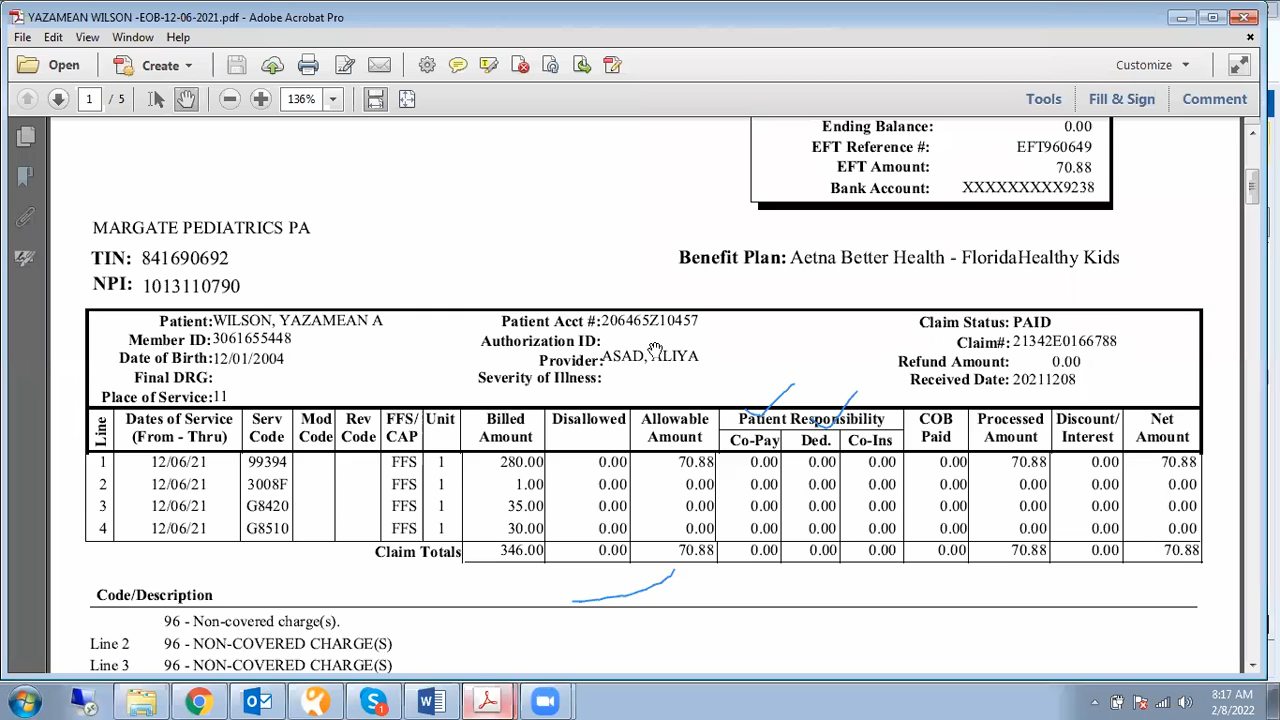 YAZAMEAN WILSON -EOB-12-06-2021.pdf - Adobe Acrobat Pro
File Edit View Window Help
Open Create Customize
1 / 5 136% Tools Fill & Sign Comment
Ending Balance: 0.00
EFT Reference #: EFT960649
EFT Amount: 70.88
Bank Account: XXXXXXXXX9238
MARGATE PEDIATRICS PA
TIN: 841690692 Benefit Plan: Aetna Better Health - FloridaHealthy Kids
NPI: 1013110790
Patient: WILSON, YAZAMEAN A Patient Acct #: 206465Z10457 Claim Status: PAID
Member ID: 3061655448 Authorization ID: Claim#: 21342E0166788
Date of Birth: 12/01/2004 Provider: ASAD, ALIYA Refund Amount: 0.00
Final DRG: Severity of Illness: Received Date: 20211208
Place of Service: 11
Line Dates of Service (From - Thru) Serv Code Mod Code Rev Code FFS/ CAP Unit Billed Amount Disallowed Allowable Amount Patient Responsibility Co-Pay Ded. Co-Ins COB Paid Processed Amount Discount/ Interest Net Amount
1 12/06/21 99394 FFS 1 280.00 0.00 70.88 0.00 0.00 0.00 0.00 70.88 0.00 70.88
2 12/06/21 3008F FFS 1 1.00 0.00 0.00 0.00 0.00 0.00 0.00 0.00 0.00 0.00
3 12/06/21 G8420 FFS 1 35.00 0.00 0.00 0.00 0.00 0.00 0.00 0.00 0.00 0.00
4 12/06/21 G8510 FFS 1 30.00 0.00 0.00 0.00 0.00 0.00 0.00 0.00 0.00 0.00
Claim Totals 346.00 0.00 70.88 0.00 0.00 0.00 0.00 70.88 0.00 70.88
Code/Description
96 - Non-covered charge(s).
Line 2 96 - NON-COVERED CHARGE(S)
Line 3 96 - NON-COVERED CHARGE(S)
8:17 AM
2/8/2022